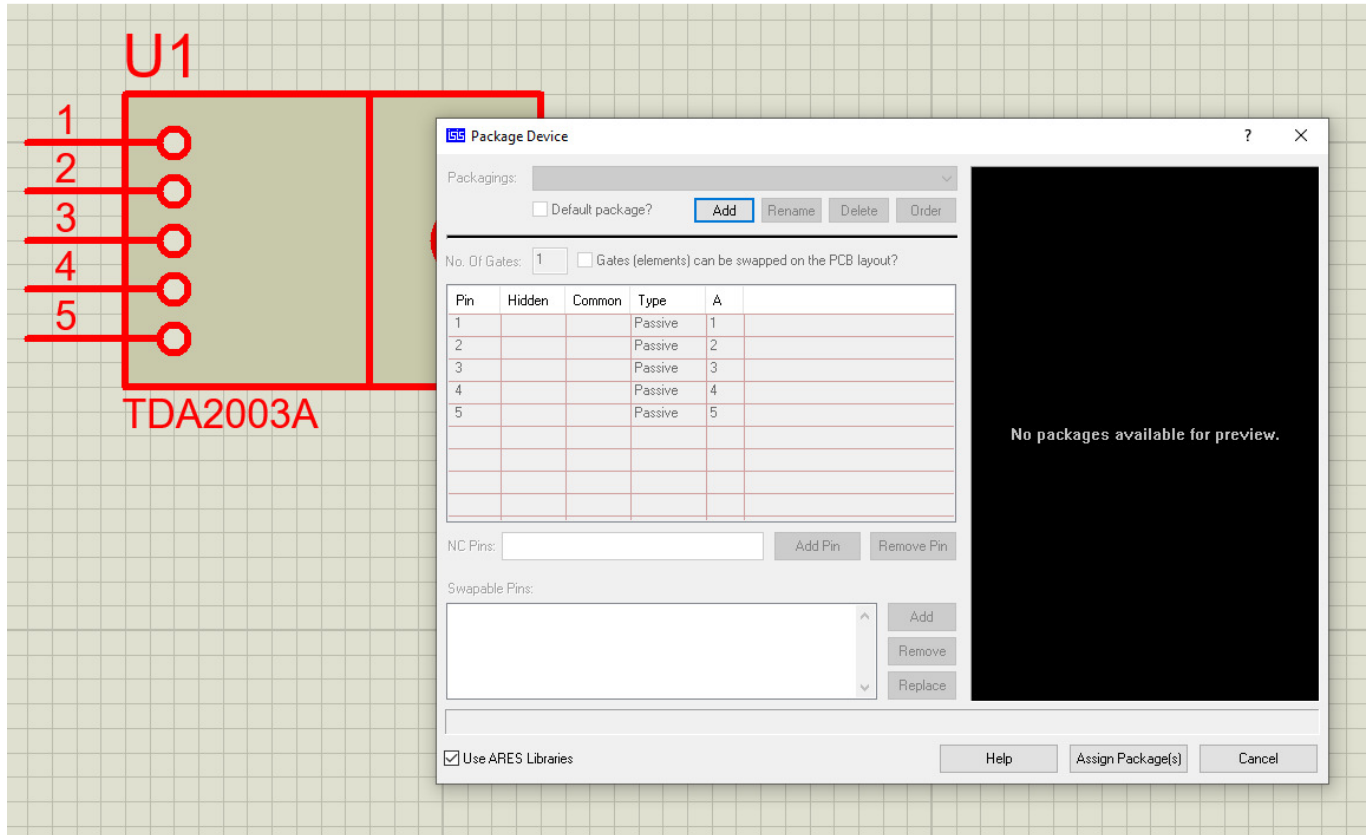 U1
1
2
3
4
5
TDA2003A
ISIS Package Device ? ×
Packagings:
Default package? Add Rename Delete Order
No. Of Gates: 1 Gates (elements) can be swapped on the PCB layout?
Pin Hidden Common Type A
1 Passive 1
2 Passive 2
3 Passive 3
4 Passive 4
5 Passive 5
No packages available for preview.
NC Pins: Add Pin Remove Pin
Swapable Pins:
Add
Remove
Replace
Use ARES Libraries Help Assign Package(s) Cancel